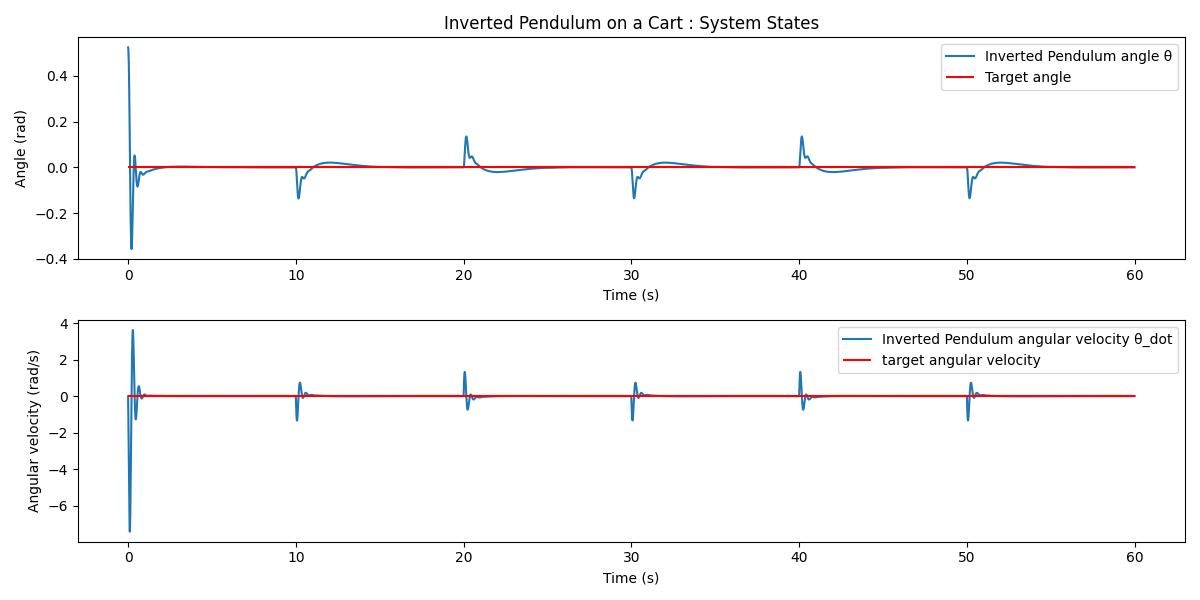 Inverted Pendulum on a Cart : System States
Angle (rad)
0.4
0.2
0.0
−0.2
−0.4
Inverted Pendulum angle θ
Target angle
0 10 20 30 40 50 60
Time (s)
Angular velocity (rad/s)
4
2
0
−2
−4
−6
Inverted Pendulum angular velocity θ_dot
target angular velocity
0 10 20 30 40 50 60
Time (s)